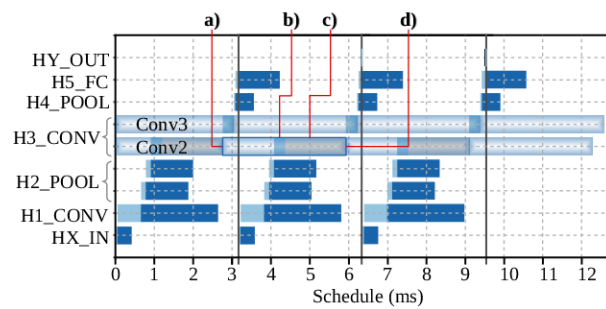 a) b) c) d)
HY_OUT
H5_FC
H4_POOL
Conv3
H3_CONV
Conv2
H2_POOL
H1_CONV
HX_IN
0 1 2 3 4 5 6 7 8 9 10 11 12
Schedule (ms)